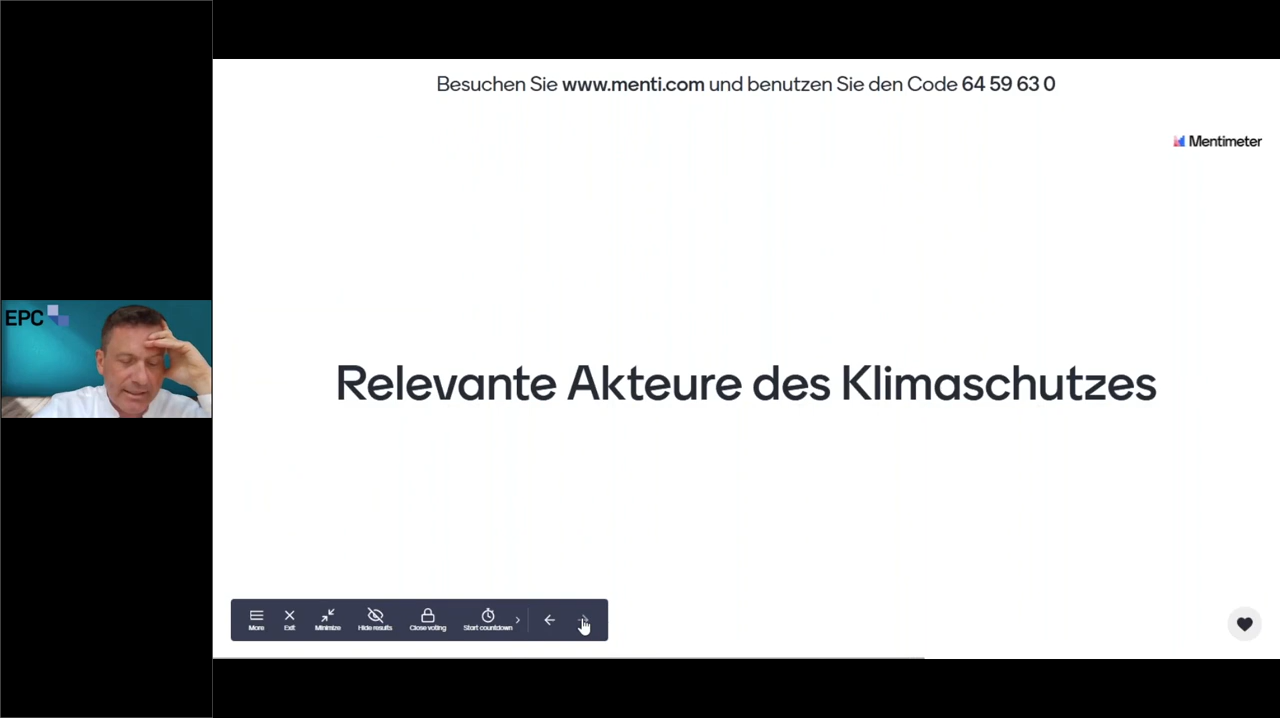 Besuchen Sie www.menti.com und benutzen Sie den Code 64 59 63 0
Mentimeter
EPC
Relevante Akteure des Klimaschutzes
More
Exit
Minimize
Hide results
Close voting
Start countdown